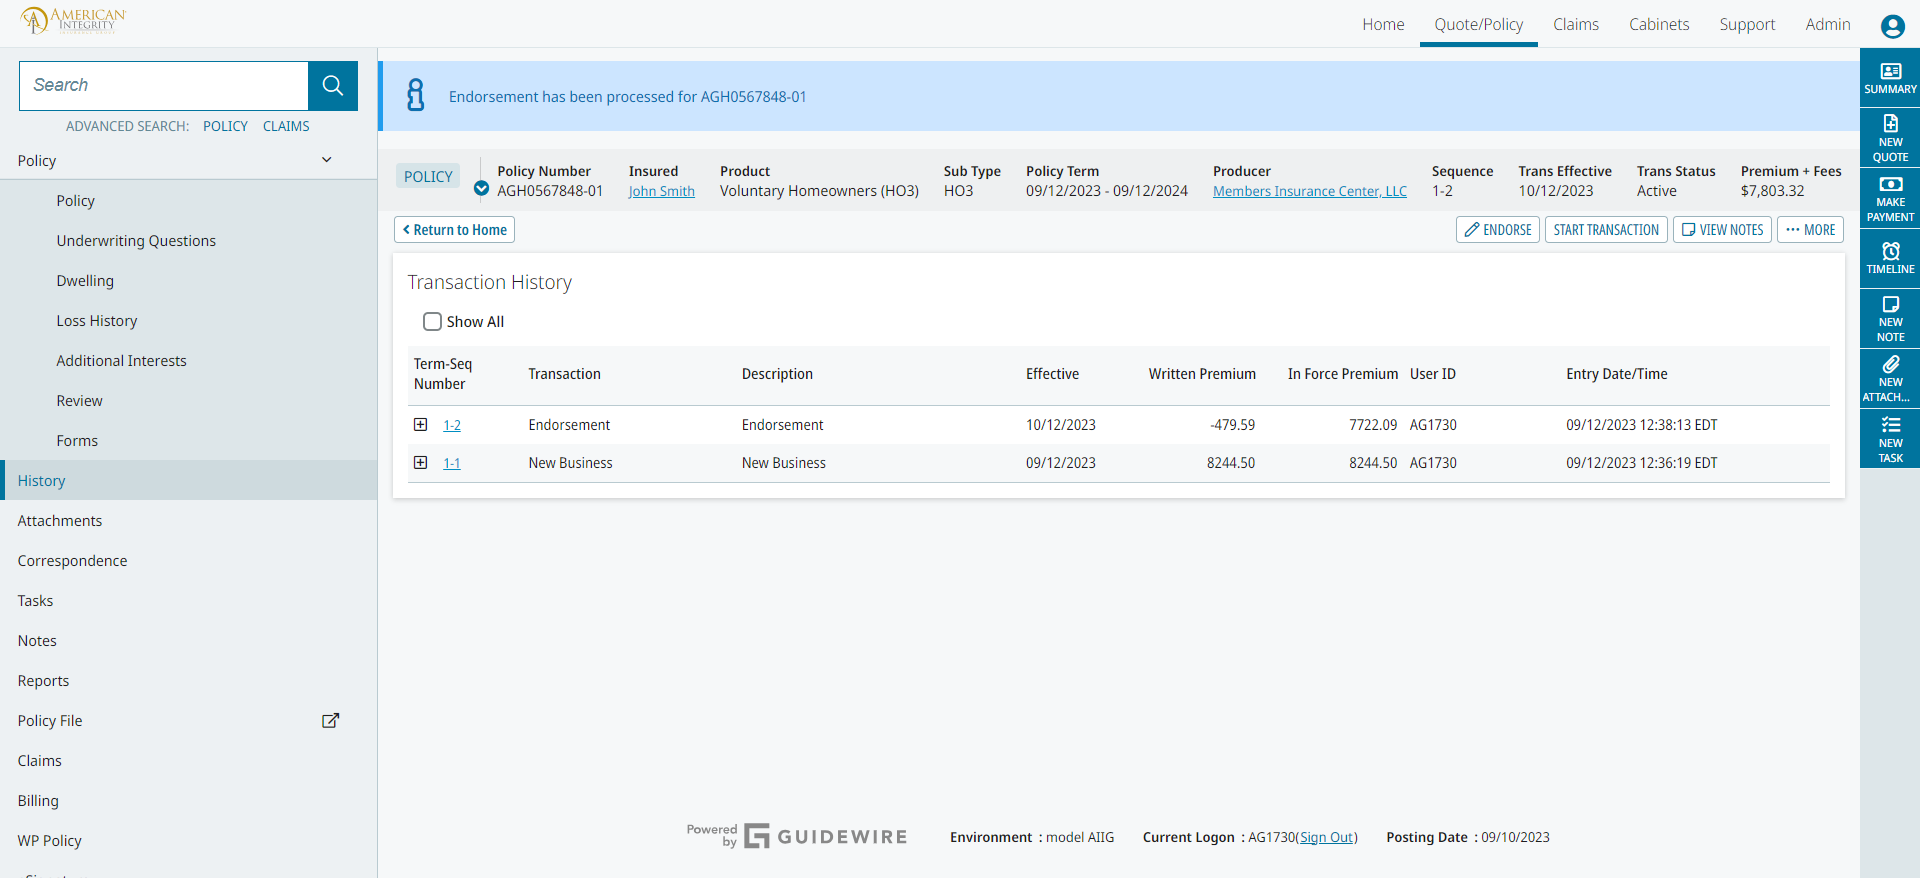 AMERICAN
INTEGRITY
Home Quote/Policy Claims Cabinets Support Admin
Search
ADVANCED SEARCH: POLICY CLAIMS
Policy
Policy
Underwriting Questions
Dwelling
Loss History
Additional Interests
Review
Forms
History
Attachments
Correspondence
Tasks
Notes
Reports
Policy File
Claims
Billing
WP Policy
Endorsement has been processed for AGH0567848-01
POLICY
Policy Number Insured Product Sub Type Policy Term Producer Sequence Trans Effective Trans Status Premium + Fees
AGH0567848-01 John Smith Voluntary Homeowners (HO3) HO3 09/12/2023 - 09/12/2024 Members Insurance Center, LLC 1-2 10/12/2023 Active $7,803.32
Return to Home ENDORSE START TRANSACTION VIEW NOTES MORE
Transaction History
Show All
Term-Seq
Number Transaction Description Effective Written Premium In Force Premium User ID Entry Date/Time
1-2 Endorsement Endorsement 10/12/2023 -479.59 7722.09 AG1730 09/12/2023 12:38:13 EDT
1-1 New Business New Business 09/12/2023 8244.50 8244.50 AG1730 09/12/2023 12:36:19 EDT
Powered
by GUIDEWIRE Environment : model AIIG Current Logon : AG1730(Sign Out) Posting Date : 09/10/2023
SUMMARY
NEW
QUOTE
MAKE
PAYMENT
TIMELINE
NEW
NOTE
NEW
ATTACH...
NEW
TASK